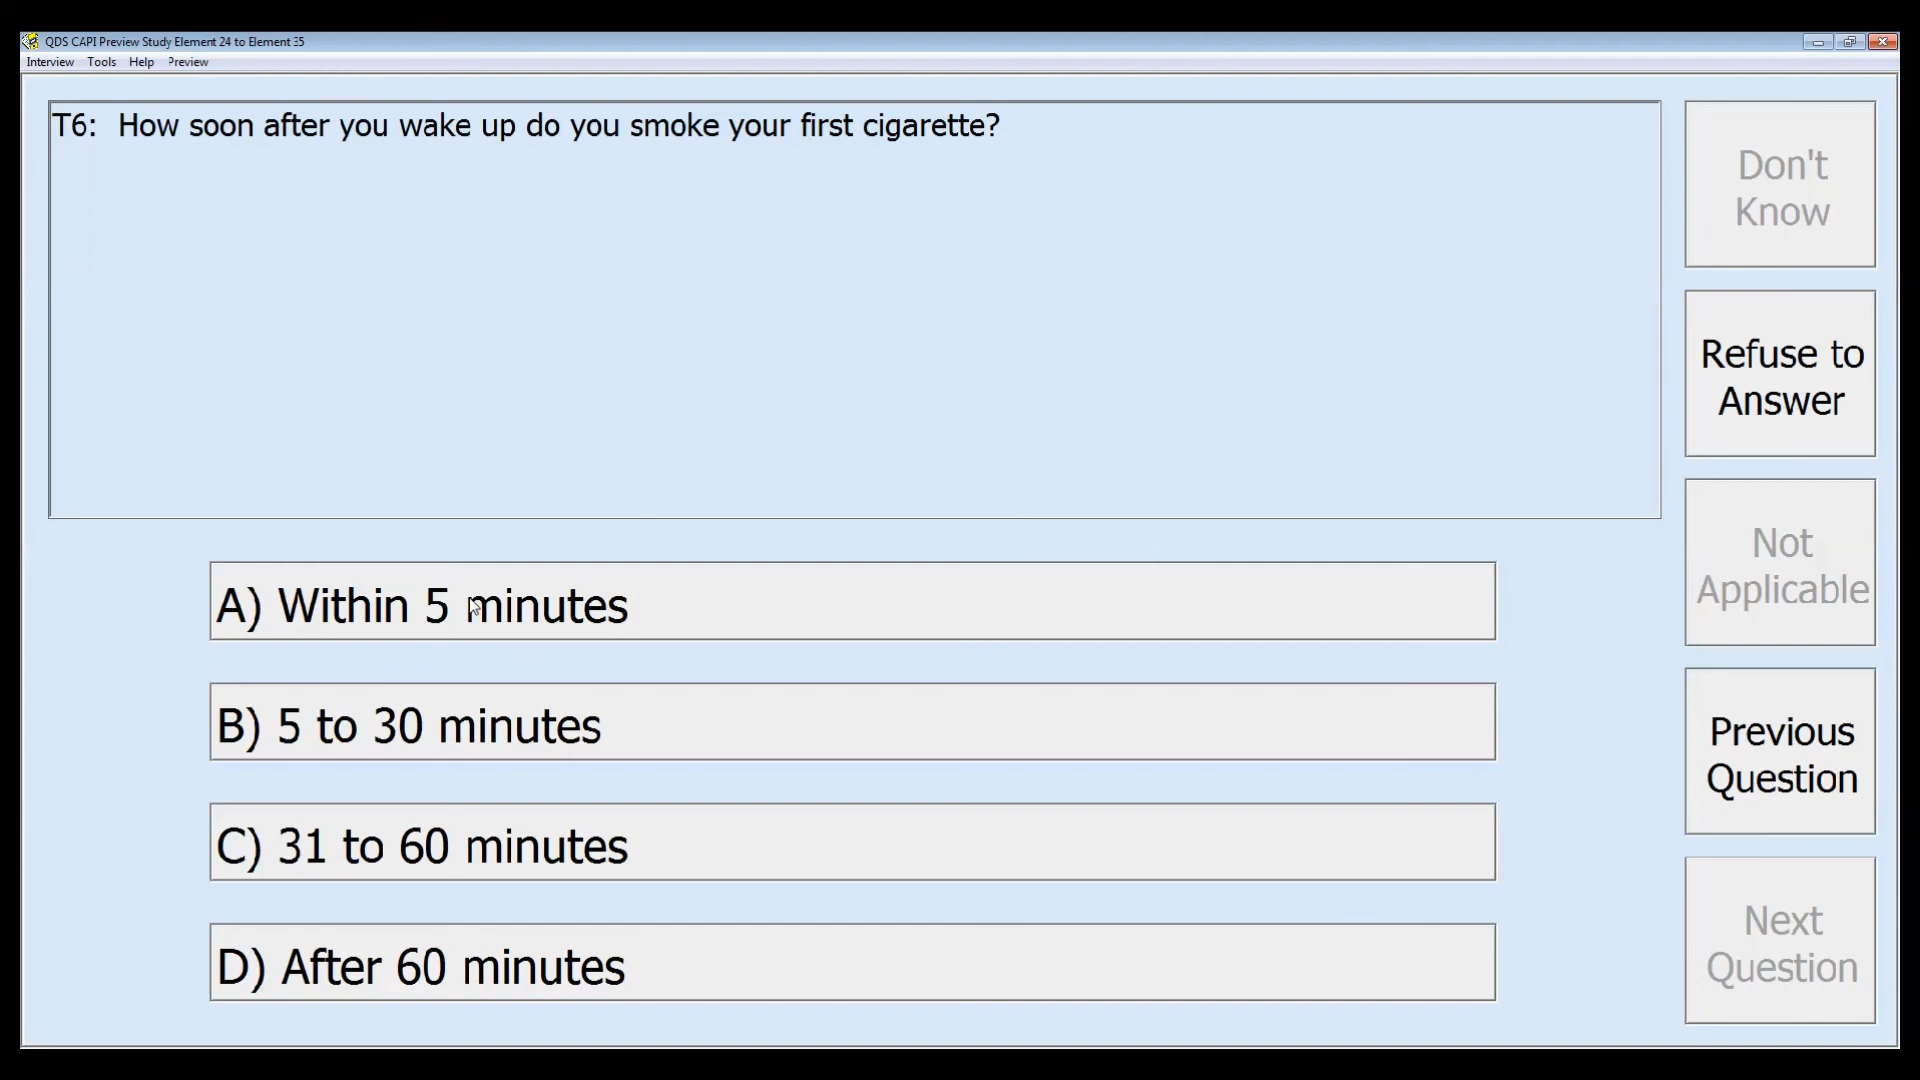 QDS CAPI Preview Study Element 24 to Element 35
Interview Tools Help Preview
T6: How soon after you wake up do you smoke your first cigarette?
A) Within 5 minutes
B) 5 to 30 minutes
C) 31 to 60 minutes
D) After 60 minutes
Don't
Know
Refuse to
Answer
Not
Applicable
Previous
Question
Next
Question